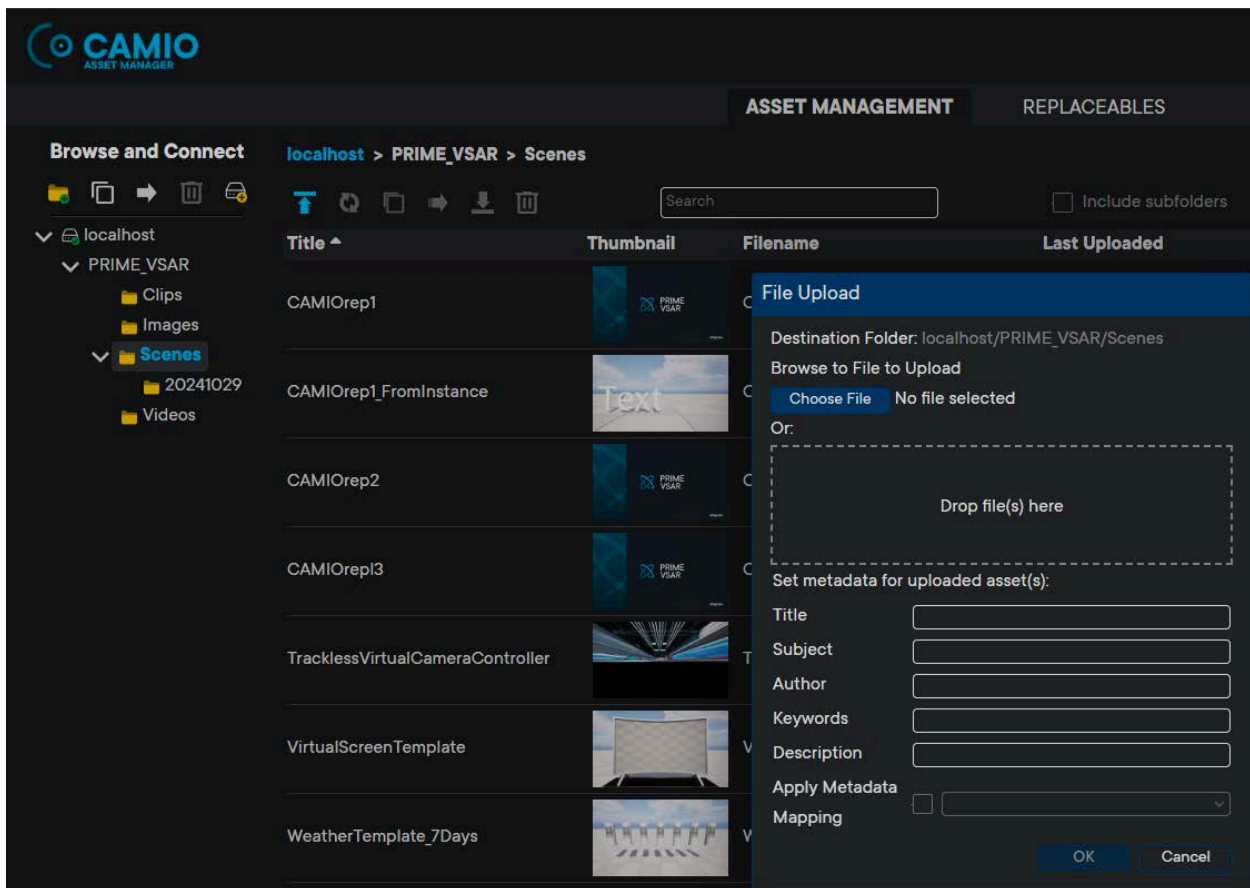 CAMIO
ASSET MANAGER
ASSET MANAGEMENT REPLACEABLES
Browse and Connect
localhost > PRIME_VSAR > Scenes
Search
Include subfolders
localhost
PRIME_VSAR
Clips
Images
Scenes
20241029
Videos
Title Thumbnail Filename Last Uploaded
CAMIOrep1
PRIME
VSAR
CAMIOrep1_FromInstance
Text
CAMIOrep2
PRIME
VSAR
CAMIOrepl3
PRIME
VSAR
TracklessVirtualCameraController
VirtualScreenTemplate
WeatherTemplate_7Days
File Upload
Destination Folder: localhost/PRIME_VSAR/Scenes
Browse to File to Upload
Choose File No file selected
Or:
Drop file(s) here
Set metadata for uploaded asset(s):
Title
Subject
Author
Keywords
Description
Apply Metadata
Mapping
OK Cancel